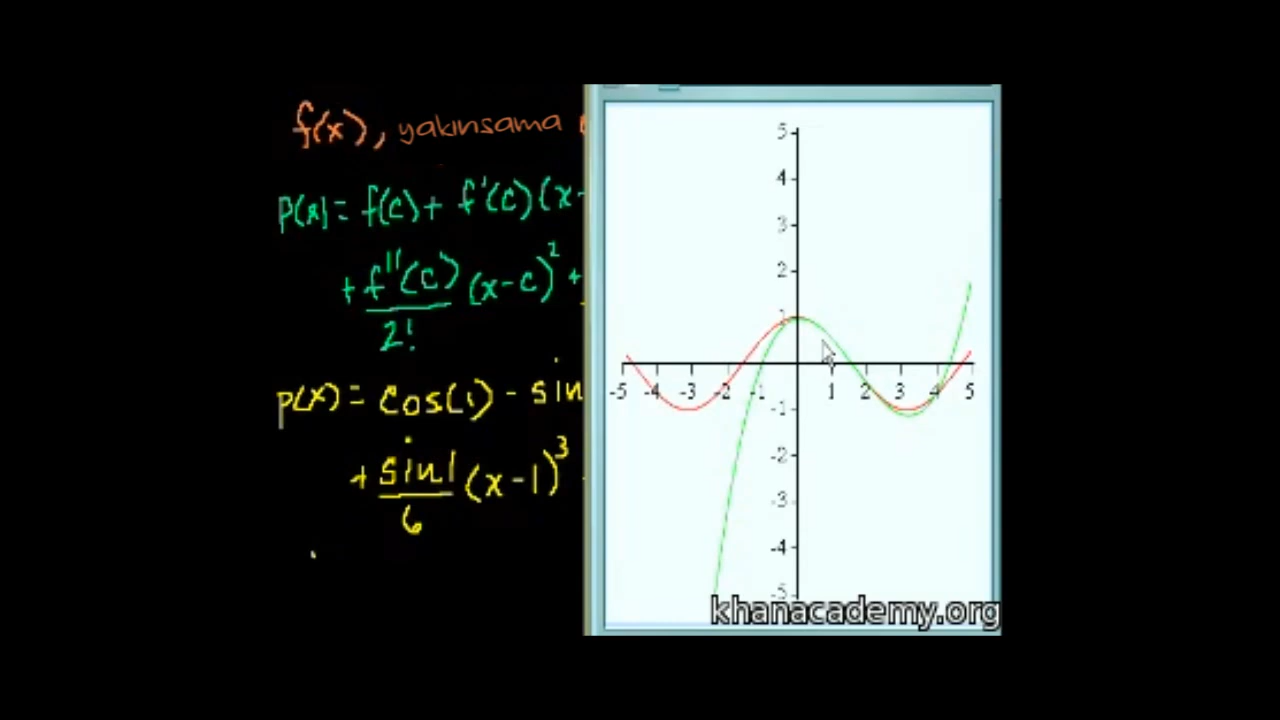 f(x), yakınsama
P(x) = f(c) + f'(c)(x-
+ f''(c)/2! (x-c)² +
p(x) = cos(1) - sin
+ sin1/6 (x-1)³
5
4
3
2
1
-5 -4 -3 -2 -1 1 2 3 4 5
-1
-2
-3
-4
-5
khanacademy.org